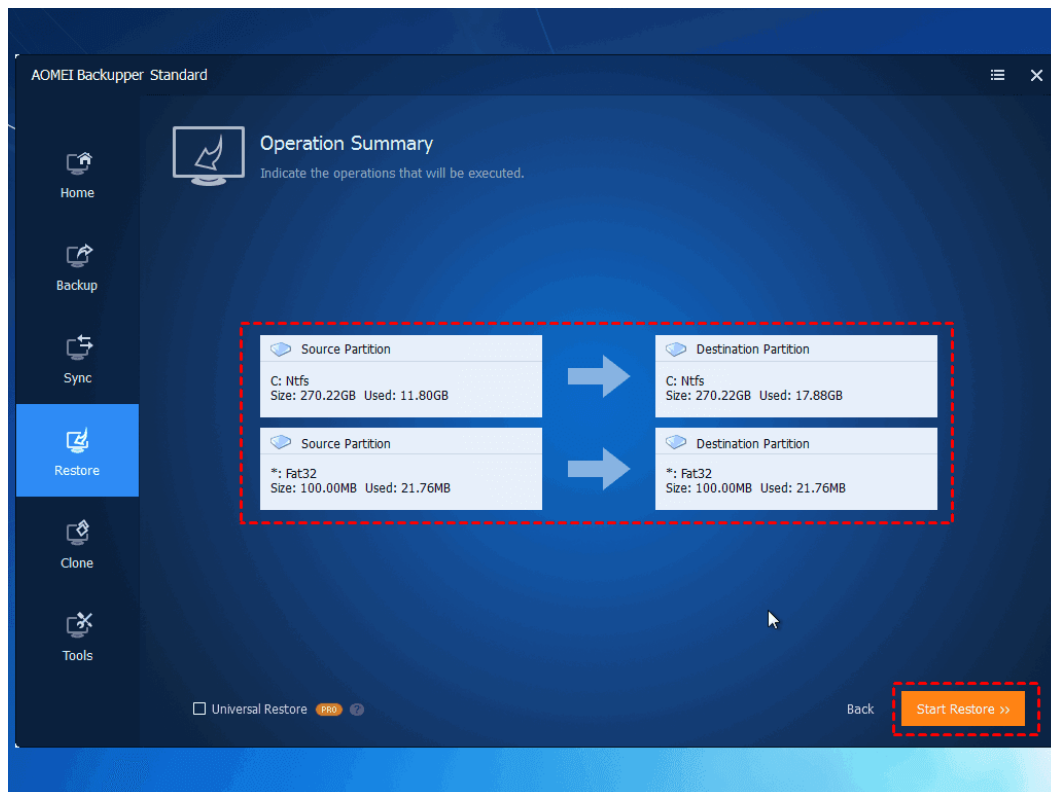 AOMEI Backupper Standard
Operation Summary
Indicate the operations that will be executed.
Home
Backup
Sync
Restore
Clone
Tools
Source Partition
C: Ntfs
Size: 270.22GB Used: 11.80GB
Destination Partition
C: Ntfs
Size: 270.22GB Used: 17.88GB
Source Partition
*: Fat32
Size: 100.00MB Used: 21.76MB
Destination Partition
*: Fat32
Size: 100.00MB Used: 21.76MB
Universal Restore PRO ?
Back
Start Restore >>